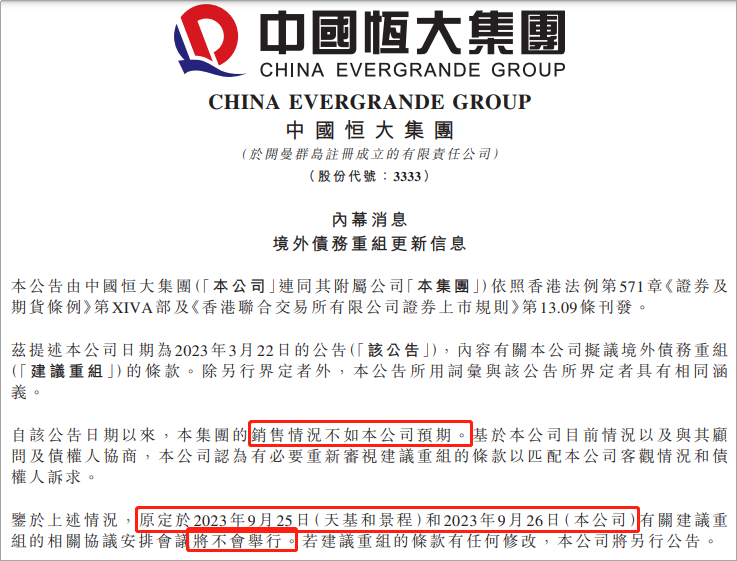 中國恆大集團
CHINA EVERGRANDE GROUP
CHINA EVERGRANDE GROUP
中國恒大集團
(於開曼群島註冊成立的有限責任公司)
(股份代號：3333)
內幕消息
境外債務重組更新信息
本公告由中國恒大集團(「本公司」連同其附屬公司「本集團」)依照香港法例第571章《證券及
期貨條例》第XIVA部及《香港聯合交易所有限公司證券上市規則》第13.09條刊發。
茲提述本公司日期為2023年3月22日的公告(「該公告」)，內容有關本公司擬議境外債務重組
(「建議重組」)的條款。除另行界定者外，本公告所用詞彙與該公告所界定者具有相同涵
義。
自該公告日期以來，本集團的銷售情況不如本公司預期。基於本公司目前情況以及與其顧
問及債權人協商，本公司認為有必要重新審視建議重組的條款以匹配本公司客觀情況和債
權人訴求。
鑒於上述情況，原定於2023年9月25日(天基和景程)和2023年9月26日(本公司)有關建議重
組的相關協議安排會議將不會舉行。若建議重組的條款有任何修改，本公司將另行公告。